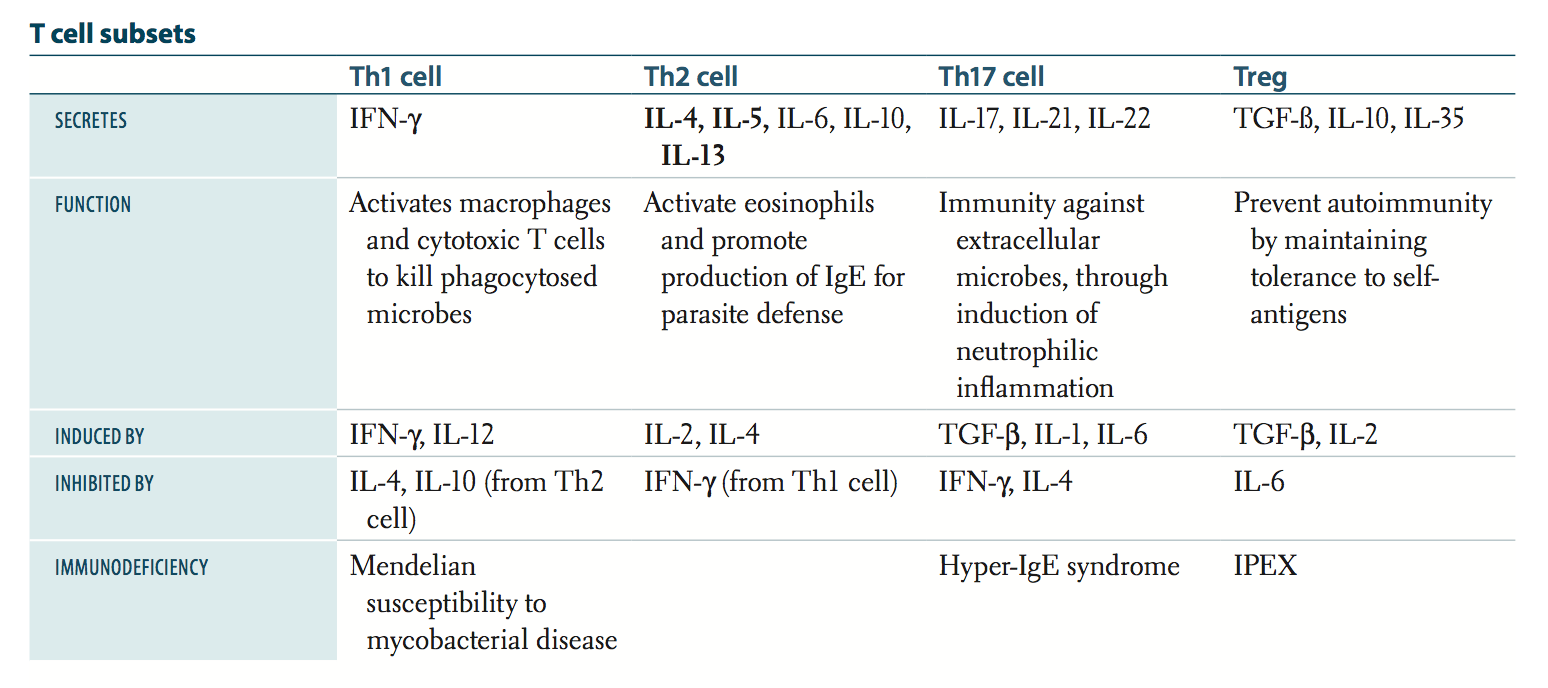 T cell subsets
Th1 cell Th2 cell Th17 cell Treg
SECRETES IFN-γ IL-4, IL-5, IL-6, IL-10, IL-17, IL-21, IL-22 TGF-ß, IL-10, IL-35
IL-13
FUNCTION Activates macrophages Activate eosinophils Immunity against Prevent autoimmunity
and cytotoxic T cells and promote extracellular by maintaining
to kill phagocytosed production of IgE for microbes, through tolerance to self-
microbes parasite defense induction of antigens
neutrophilic
inflammation
INDUCED BY IFN-γ, IL-12 IL-2, IL-4 TGF-β, IL-1, IL-6 TGF-β, IL-2
INHIBITED BY IL-4, IL-10 (from Th2 IFN-γ (from Th1 cell) IFN-γ, IL-4 IL-6
cell)
IMMUNODEFICIENCY Mendelian Hyper-IgE syndrome IPEX
susceptibility to
mycobacterial disease